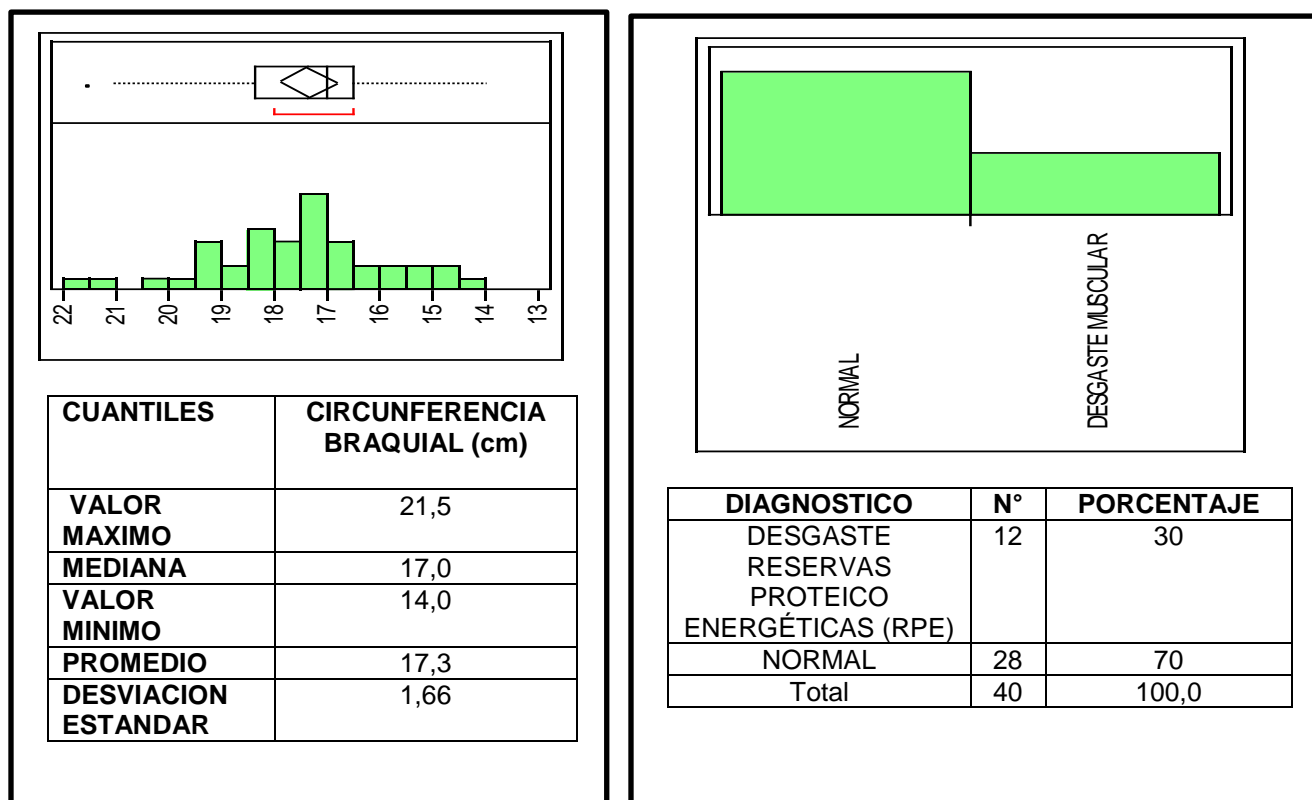 22 21 20 19 18 17 16 15 14 13
CUANTILES CIRCUNFERENCIA
BRAQUIAL (cm)
VALOR 21,5
MAXIMO
MEDIANA 17,0
VALOR 14,0
MINIMO
PROMEDIO 17,3
DESVIACION 1,66
ESTANDAR
NORMAL
DESGASTE MUSCULAR
DIAGNOSTICO N° PORCENTAJE
DESGASTE 12 30
RESERVAS
PROTEICO
ENERGÉTICAS (RPE)
NORMAL 28 70
Total 40 100,0